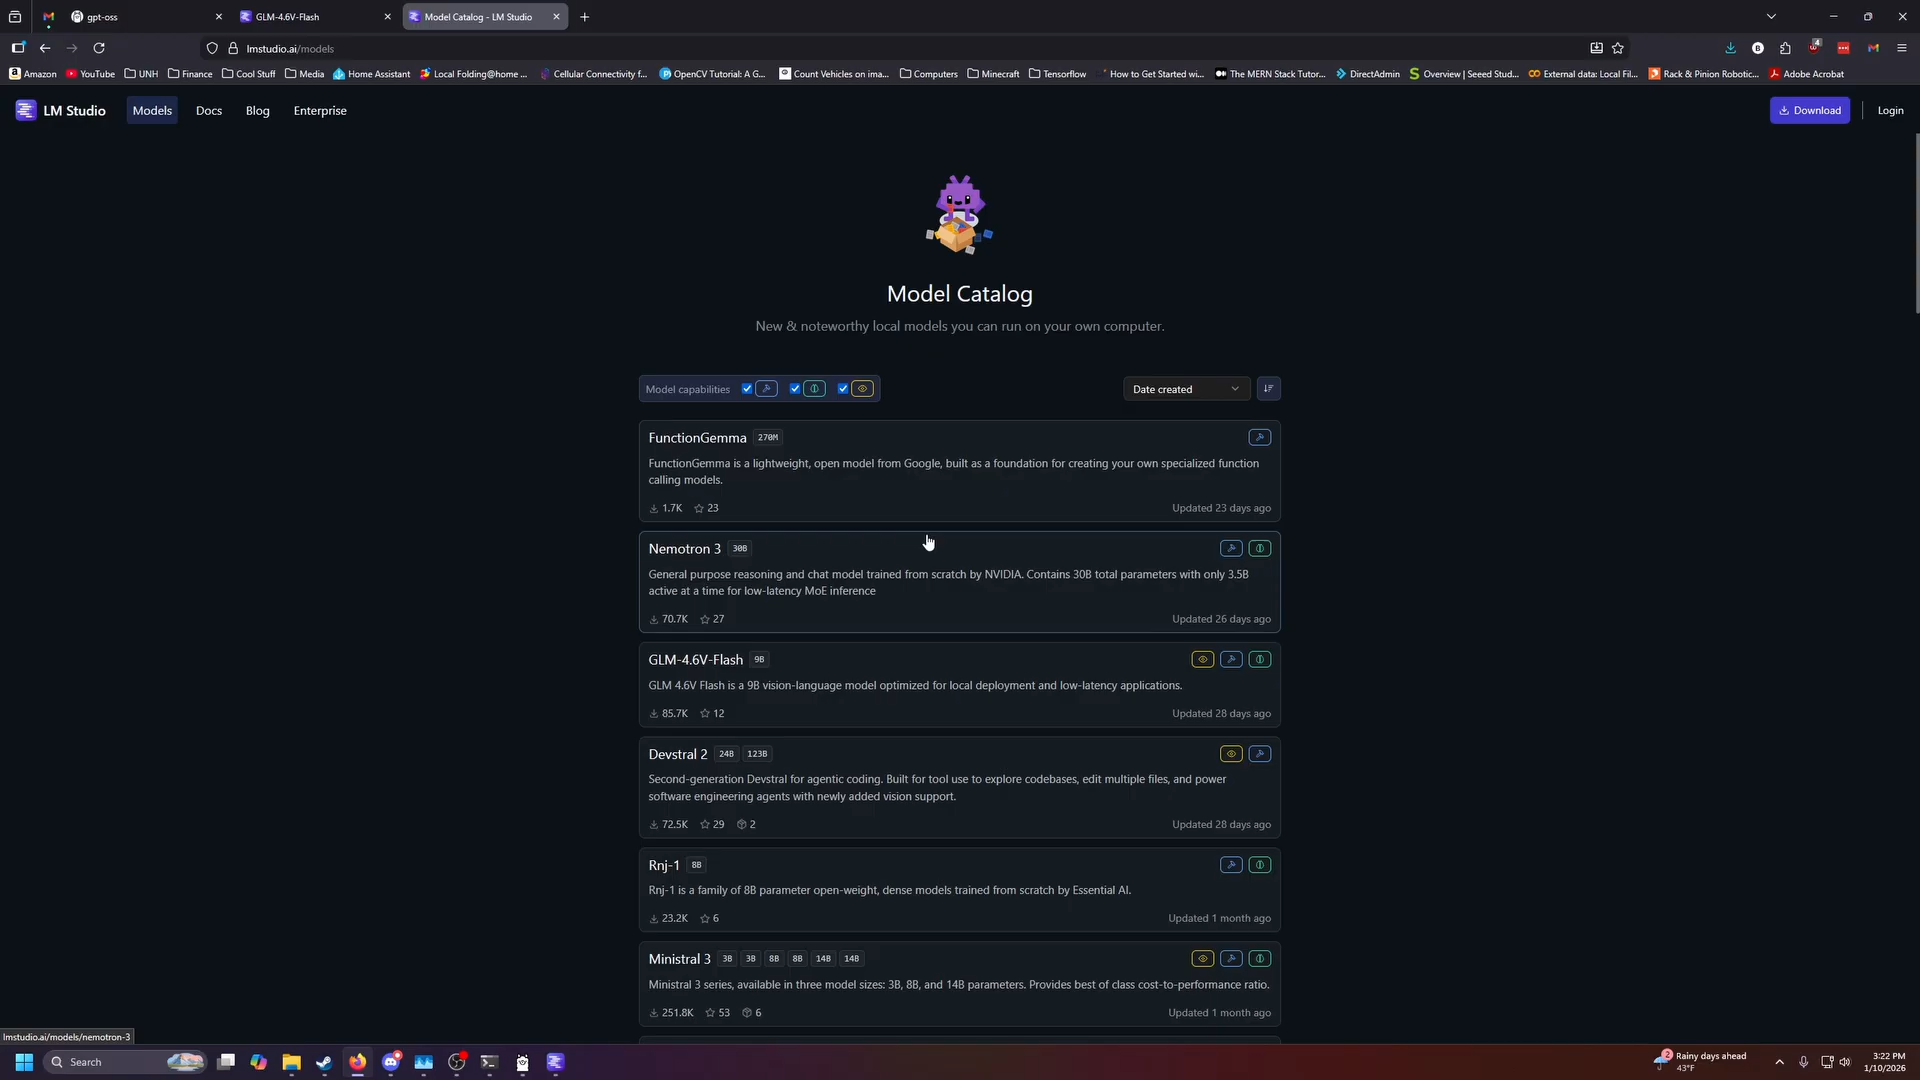 gpt-oss
GLM-4.6V-Flash
Model Catalog - LM Studio
lmstudio.ai/models
4
Amazon
YouTube
UNH
Finance
Cool Stuff
Media
Home Assistant
Local Folding@home ...
Cellular Connectivity f...
OpenCV Tutorial: A G...
Count Vehicles on ima...
Computers
Minecraft
Tensorflow
How to Get Started wi...
The MERN Stack Tutor...
DirectAdmin
Overview | Seeed Stud...
External data: Local Fil...
Rack & Pinion Robotic...
Adobe Acrobat
LM Studio
Models
Docs
Blog
Enterprise
Download
Login
Model Catalog
New & noteworthy local models you can run on your own computer.
Model capabilities
Date created
FunctionGemma 270M
FunctionGemma is a lightweight, open model from Google, built as a foundation for creating your own specialized function
calling models.
1.7K 23 Updated 23 days ago
Nemotron 3 30B
General purpose reasoning and chat model trained from scratch by NVIDIA. Contains 30B total parameters with only 3.5B
active at a time for low-latency MoE inference
70.7K 27 Updated 26 days ago
GLM-4.6V-Flash 9B
GLM 4.6V Flash is a 9B vision-language model optimized for local deployment and low-latency applications.
85.7K 12 Updated 28 days ago
Devstral 2 24B 123B
Second-generation Devstral for agentic coding. Built for tool use to explore codebases, edit multiple files, and power
software engineering agents with newly added vision support.
72.5K 29 2 Updated 28 days ago
Rnj-1 8B
Rnj-1 is a family of 8B parameter open-weight, dense models trained from scratch by Essential AI.
23.2K 6 Updated 1 month ago
Ministral 3 3B 3B 8B 8B 14B 14B
Ministral 3 series, available in three model sizes: 3B, 8B, and 14B parameters. Provides best of class cost-to-performance ratio.
251.8K 53 6 Updated 1 month ago
lmstudio.ai/models/nemotron-3
Search
2
Rainy days ahead
43°F
3:22 PM
1/10/2026